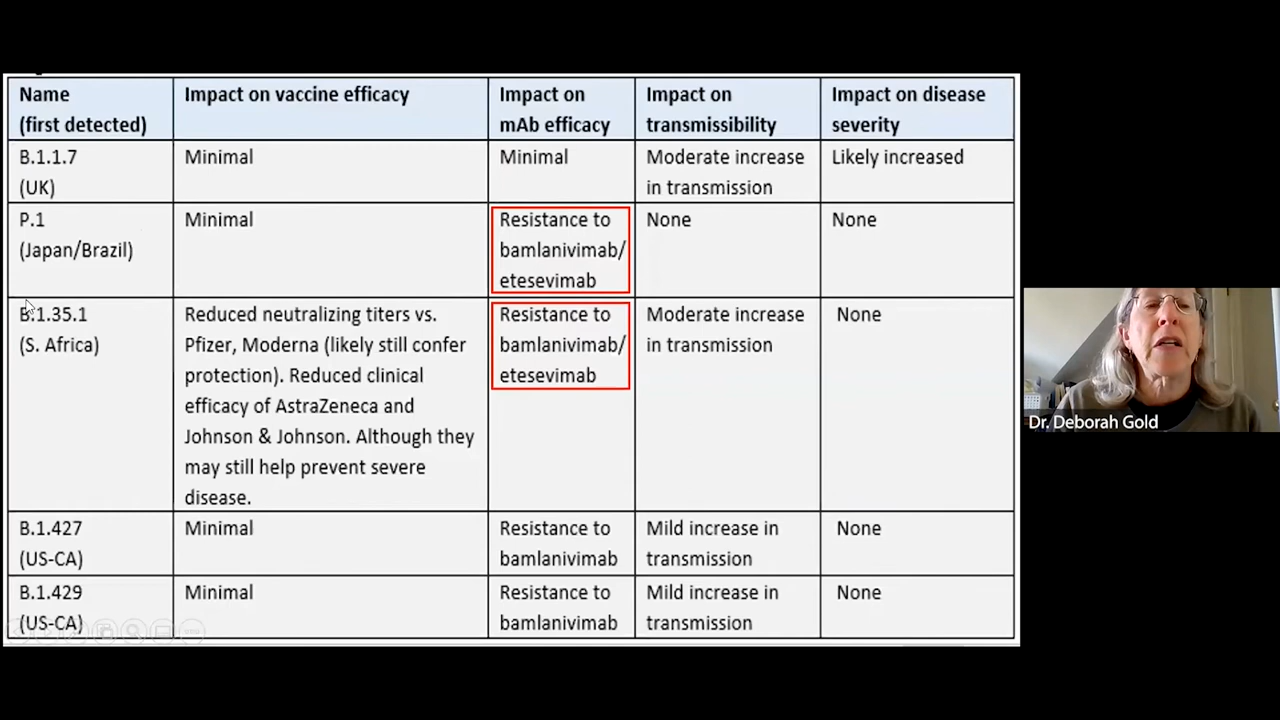 Name
(first detected)
Impact on vaccine efficacy
Impact on
mAb efficacy
Impact on
transmissibility
Impact on disease
severity
B.1.1.7
(UK)
Minimal
Minimal
Moderate increase
in transmission
Likely increased
P.1
(Japan/Brazil)
Minimal
Resistance to
bamlanivimab/
etesevimab
None
None
B.1.35.1
(S. Africa)
Reduced neutralizing titers vs.
Pfizer, Moderna (likely still confer
protection). Reduced clinical
efficacy of AstraZeneca and
Johnson & Johnson. Although they
may still help prevent severe
disease.
Resistance to
bamlanivimab/
etesevimab
Moderate increase
in transmission
None
B.1.427
(US-CA)
Minimal
Resistance to
bamlanivimab
Mild increase in
transmission
None
B.1.429
(US-CA)
Minimal
Resistance to
bamlanivimab
Mild increase in
transmission
None
Dr. Deborah Gold